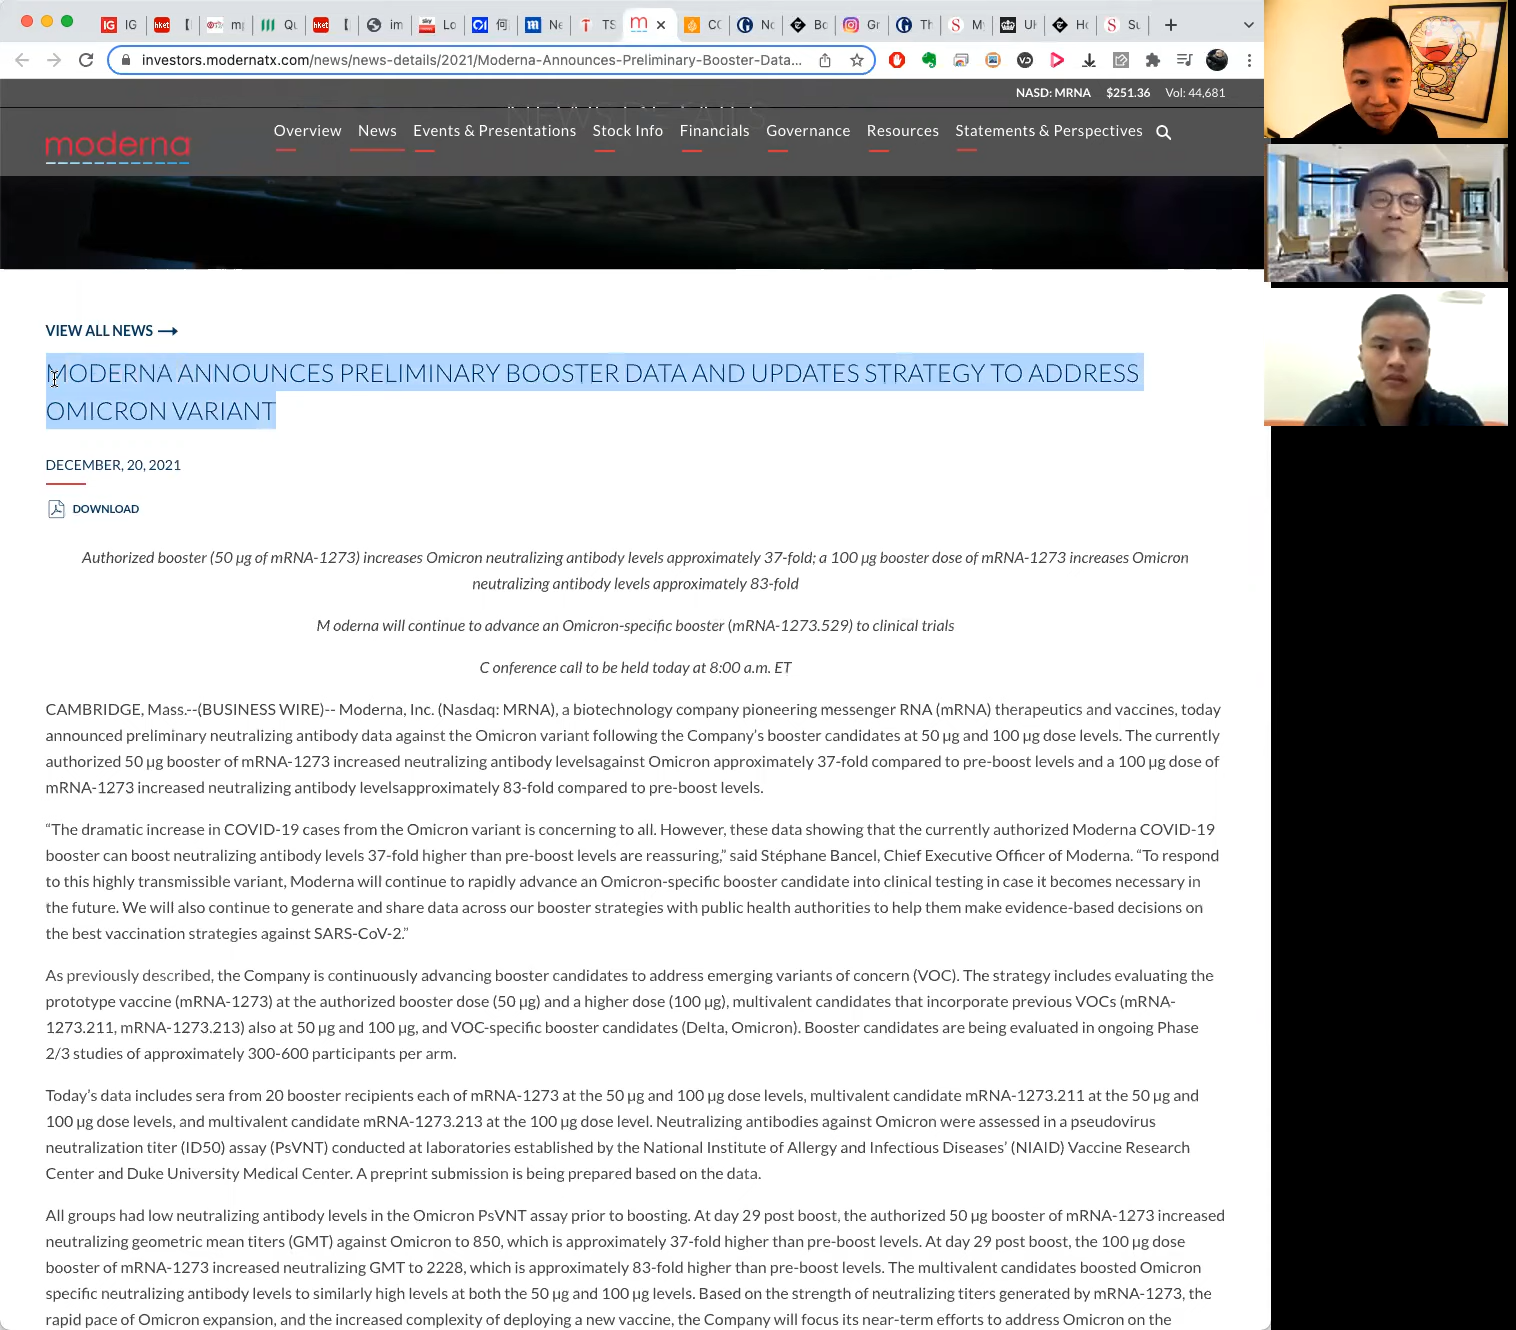 IG
IG
hket
mp
Qu
hket
im
sky
Lo
何
Ne
TS
CC
No
Bo
Gr
Th
S
M
UK
Ho
S
Su
investors.modernatx.com/news/news-details/2021/Moderna-Announces-Preliminary-Booster-Data...
NASD: MRNA $251.36 Vol: 44,681
NEWS DETAILS
moderna
Overview News Events & Presentations Stock Info Financials Governance Resources Statements & Perspectives
VIEW ALL NEWS
MODERNA ANNOUNCES PRELIMINARY BOOSTER DATA AND UPDATES STRATEGY TO ADDRESS
OMICRON VARIANT
DECEMBER, 20, 2021
DOWNLOAD
Authorized booster (50 µg of mRNA-1273) increases Omicron neutralizing antibody levels approximately 37-fold; a 100 µg booster dose of mRNA-1273 increases Omicron
neutralizing antibody levels approximately 83-fold
M oderna will continue to advance an Omicron-specific booster (mRNA-1273.529) to clinical trials
C onference call to be held today at 8:00 a.m. ET
CAMBRIDGE, Mass.--(BUSINESS WIRE)-- Moderna, Inc. (Nasdaq: MRNA), a biotechnology company pioneering messenger RNA (mRNA) therapeutics and vaccines, today
announced preliminary neutralizing antibody data against the Omicron variant following the Company's booster candidates at 50 µg and 100 µg dose levels. The currently
authorized 50 µg booster of mRNA-1273 increased neutralizing antibody levelsagainst Omicron approximately 37-fold compared to pre-boost levels and a 100 µg dose of
mRNA-1273 increased neutralizing antibody levelsapproximately 83-fold compared to pre-boost levels.
“The dramatic increase in COVID-19 cases from the Omicron variant is concerning to all. However, these data showing that the currently authorized Moderna COVID-19
booster can boost neutralizing antibody levels 37-fold higher than pre-boost levels are reassuring,” said Stéphane Bancel, Chief Executive Officer of Moderna. “To respond
to this highly transmissible variant, Moderna will continue to rapidly advance an Omicron-specific booster candidate into clinical testing in case it becomes necessary in
the future. We will also continue to generate and share data across our booster strategies with public health authorities to help them make evidence-based decisions on
the best vaccination strategies against SARS-CoV-2.”
As previously described, the Company is continuously advancing booster candidates to address emerging variants of concern (VOC). The strategy includes evaluating the
prototype vaccine (mRNA-1273) at the authorized booster dose (50 µg) and a higher dose (100 µg), multivalent candidates that incorporate previous VOCs (mRNA-
1273.211, mRNA-1273.213) also at 50 µg and 100 µg, and VOC-specific booster candidates (Delta, Omicron). Booster candidates are being evaluated in ongoing Phase
2/3 studies of approximately 300-600 participants per arm.
Today's data includes sera from 20 booster recipients each of mRNA-1273 at the 50 µg and 100 µg dose levels, multivalent candidate mRNA-1273.211 at the 50 µg and
100 µg dose levels, and multivalent candidate mRNA-1273.213 at the 100 µg dose level. Neutralizing antibodies against Omicron were assessed in a pseudovirus
neutralization titer (ID50) assay (PsVNT) conducted at laboratories established by the National Institute of Allergy and Infectious Diseases' (NIAID) Vaccine Research
Center and Duke University Medical Center. A preprint submission is being prepared based on the data.
All groups had low neutralizing antibody levels in the Omicron PsVNT assay prior to boosting. At day 29 post boost, the authorized 50 µg booster of mRNA-1273 increased
neutralizing geometric mean titers (GMT) against Omicron to 850, which is approximately 37-fold higher than pre-boost levels. At day 29 post boost, the 100 µg dose
booster of mRNA-1273 increased neutralizing GMT to 2228, which is approximately 83-fold higher than pre-boost levels. The multivalent candidates boosted Omicron
specific neutralizing antibody levels to similarly high levels at both the 50 µg and 100 µg levels. Based on the strength of neutralizing titers generated by mRNA-1273, the
rapid pace of Omicron expansion, and the increased complexity of deploying a new vaccine, the Company will focus its near-term efforts to address Omicron on the